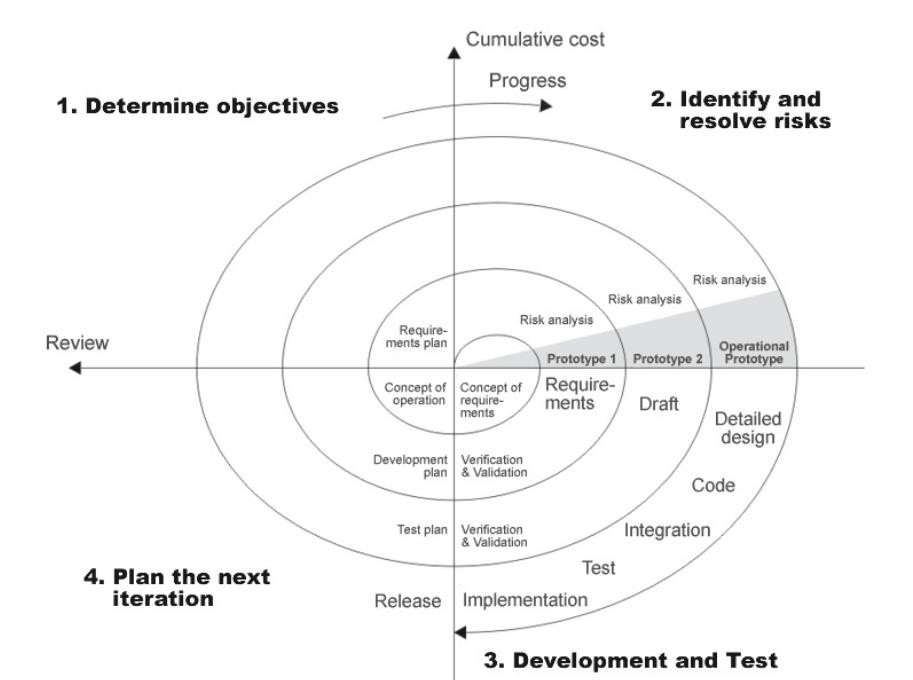 Cumulative cost
Progress
1. Determine objectives
2. Identify and
resolve risks
Risk analysis
Risk analysis
Risk analysis
Require-
ments plan
Review
Operational
Prototype
Prototype 1
Prototype 2
Concept of
operation
Concept of
require-
ments
Require-
ments
Draft
Detailed
design
Development
plan
Verification
& Validation
Code
Test plan
Verification
& Validation
Integration
Test
4. Plan the next
iteration
Release
Implementation
3. Development and Test